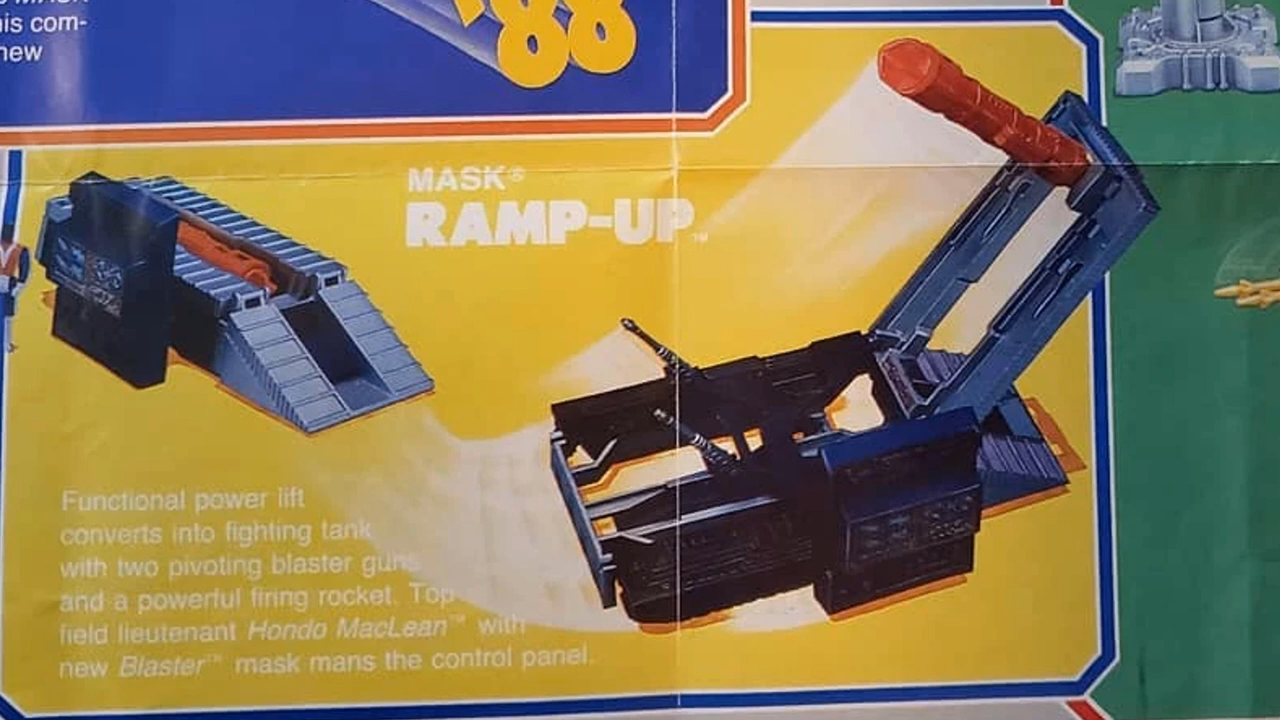 his com-
new
'88
MASK®
RAMP-UP™
Functional power lift
converts into fighting tank
with two pivoting blaster guns
and a powerful firing rocket. Top
field lieutenant Hondo MacLean™ with
new Blaster™ mask mans the control panel.